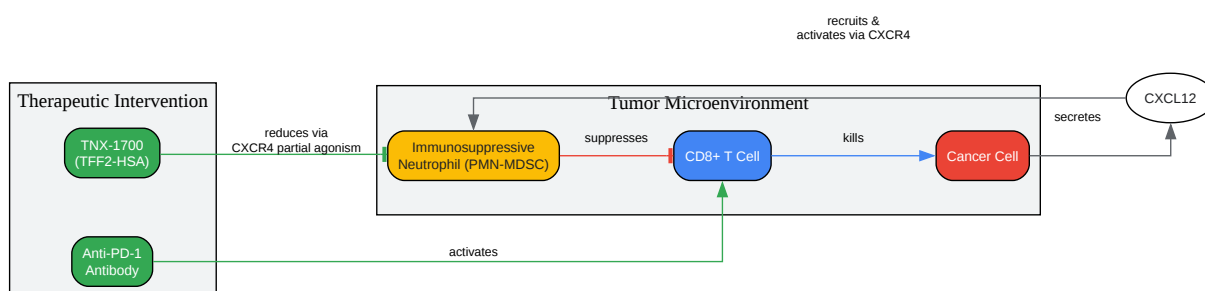 recruits &
activates via CXCR4
Therapeutic Intervention
Tumor Microenvironment
CXCL12
TNX-1700
(TFF2-HSA)
reduces via
CXCR4 partial agonism
Immunosuppressive
Neutrophil (PMN-MDSC)
suppresses
CD8+ T Cell
kills
Cancer Cell
secretes
Anti-PD-1
Antibody
activates